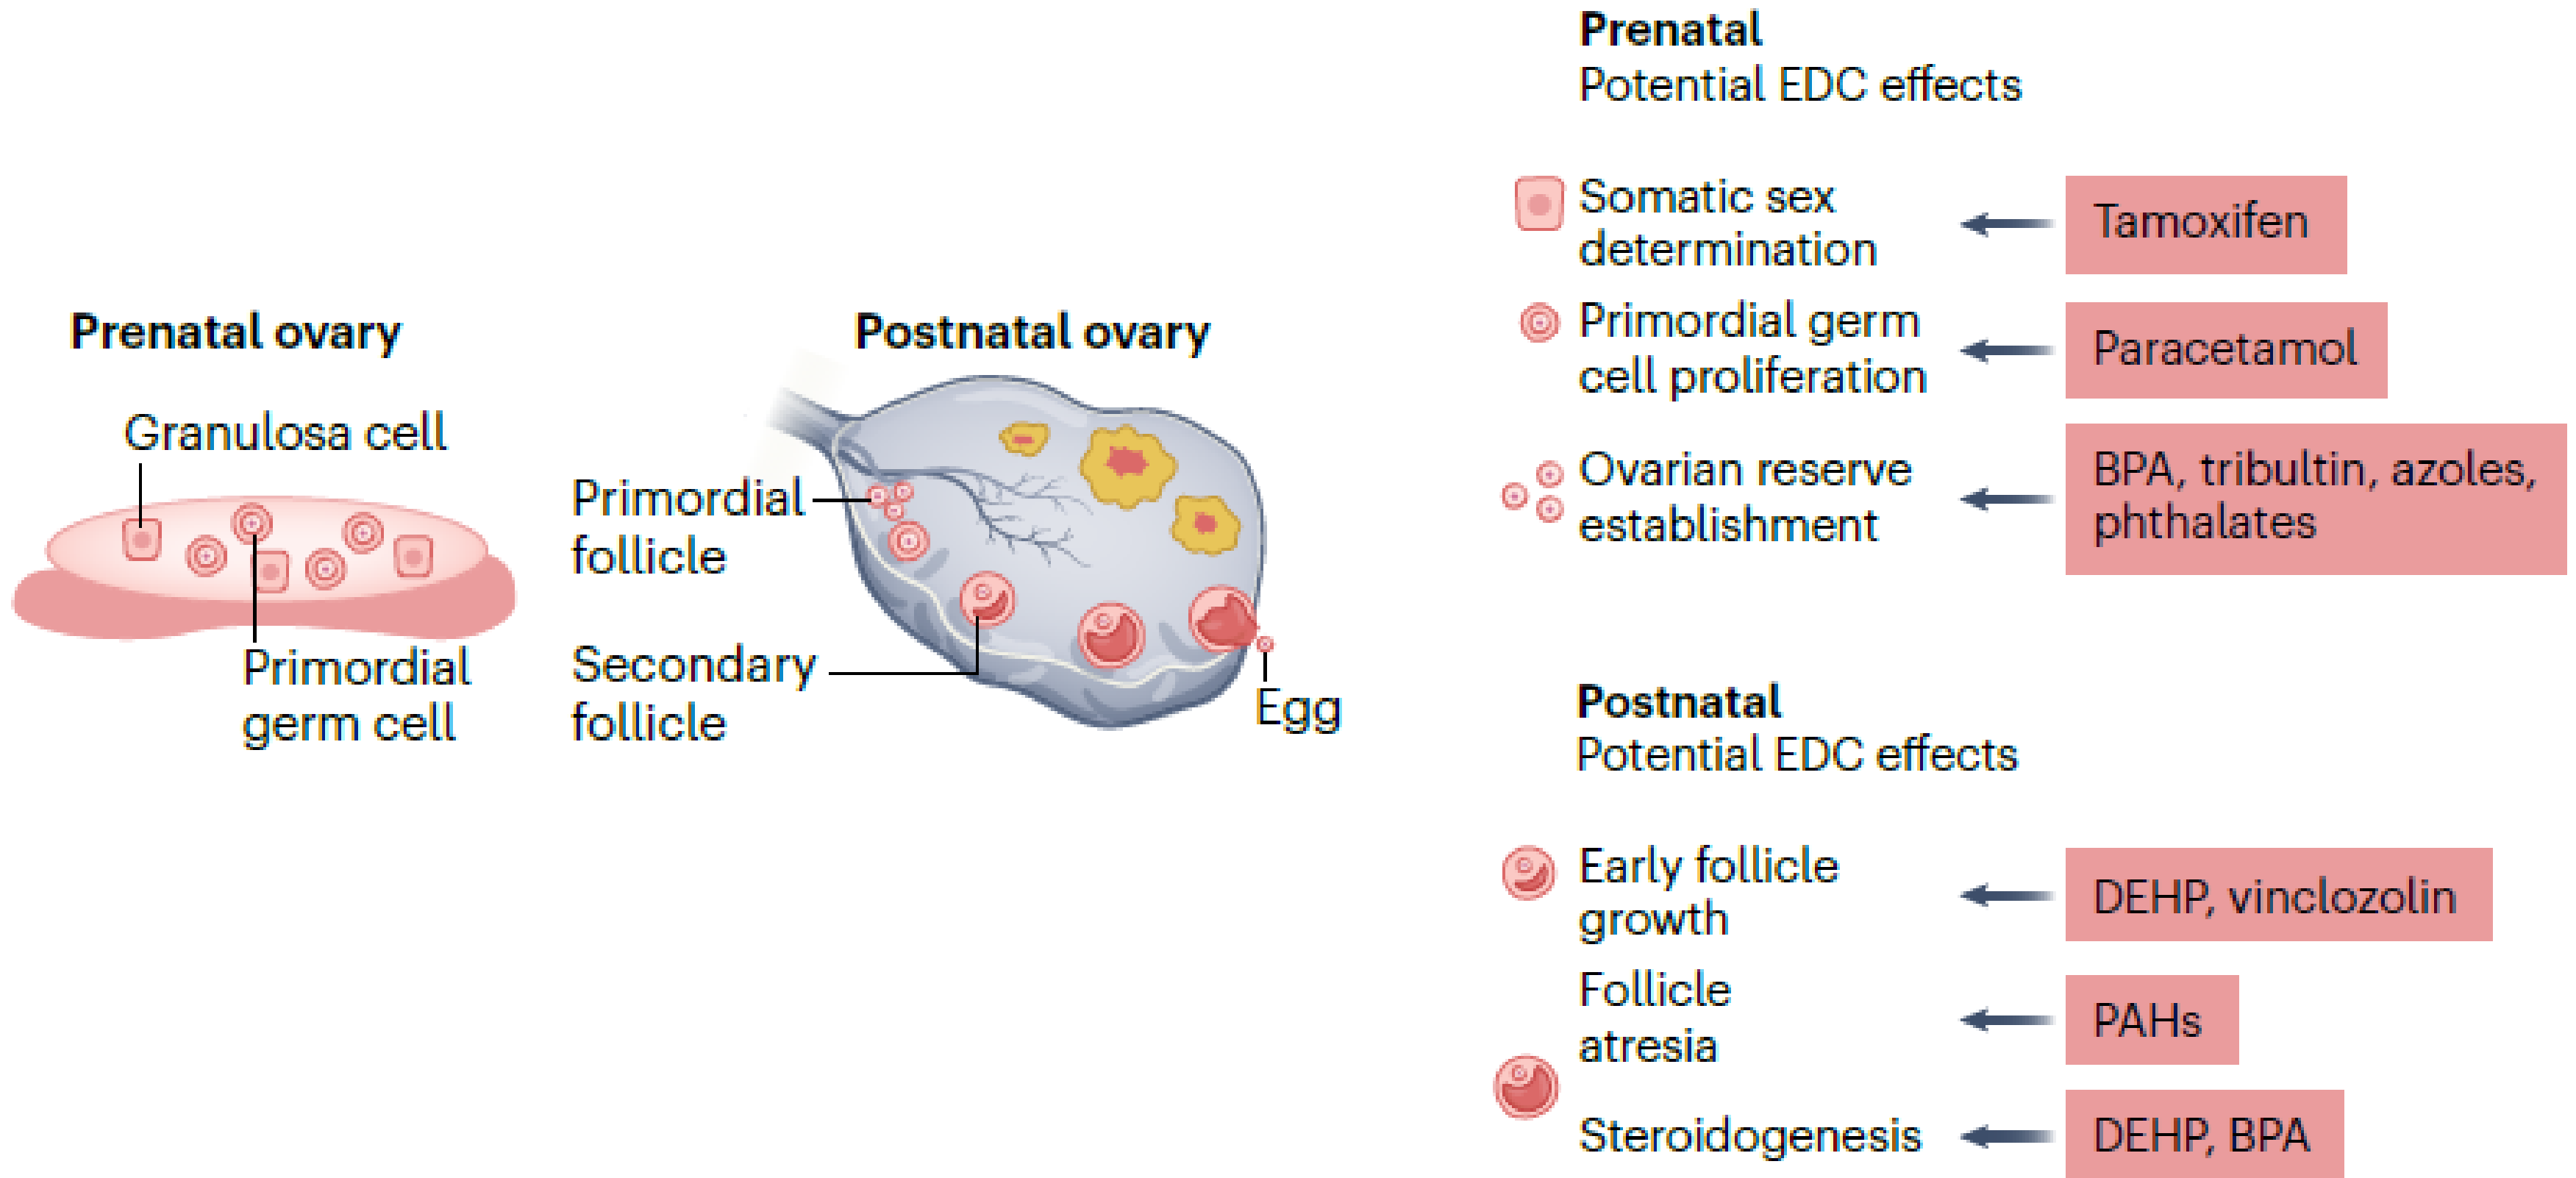 Prenatal ovary
Granulosa cell
Primordial
germ cell
Postnatal ovary
Primordial
follicle
Secondary
follicle
Egg
Prenatal
Potential EDC effects
Somatic sex
determination
Tamoxifen
Primordial germ
cell proliferation
Paracetamol
Ovarian reserve
establishment
BPA, tribultin, azoles,
phthalates
Postnatal
Potential EDC effects
Early follicle
growth
DEHP, vinclozolin
Follicle
atresia
PAHs
Steroidogenesis
DEHP, BPA